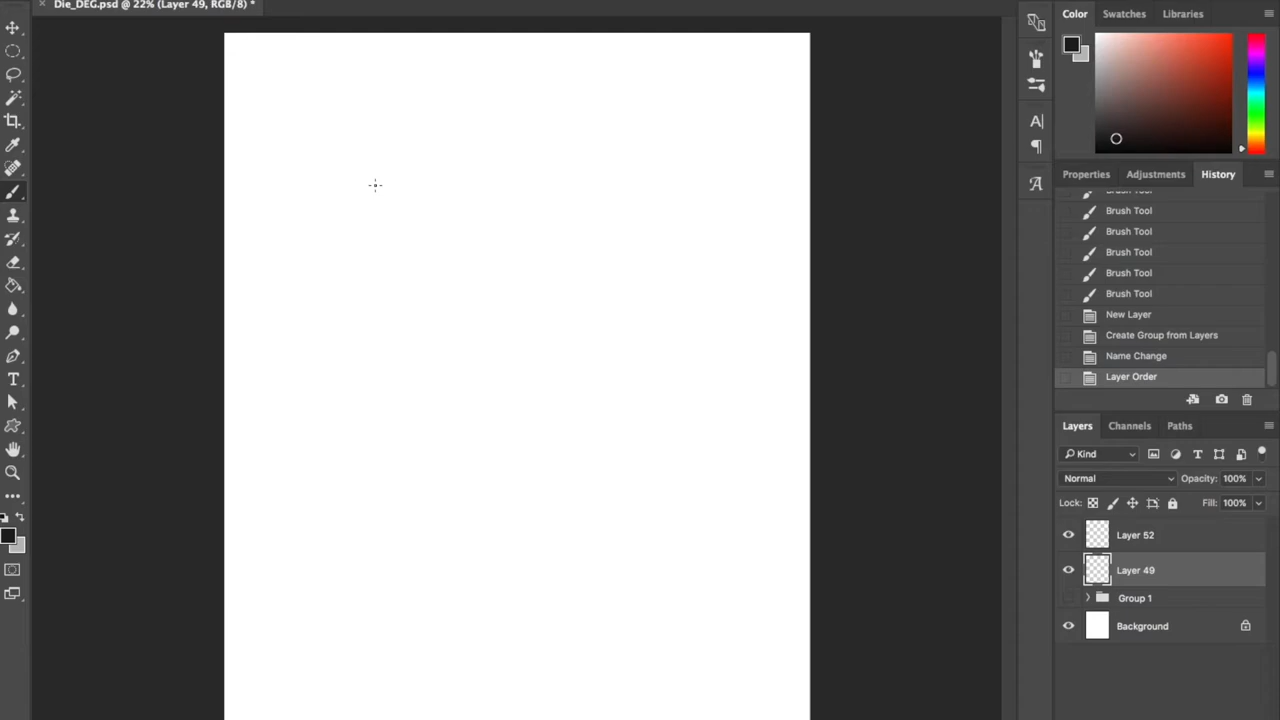 Die_DEG.psd @ 22% (Layer 49, RGB/8) *
Color
Swatches
Libraries
Properties
Adjustments
History
Brush Tool
Brush Tool
Brush Tool
Brush Tool
Brush Tool
Brush Tool
New Layer
Create Group from Layers
Name Change
Layer Order
Layers
Channels
Paths
Kind
Normal
Opacity: 100%
Lock:
Fill: 100%
Layer 52
Layer 49
Group 1
Background